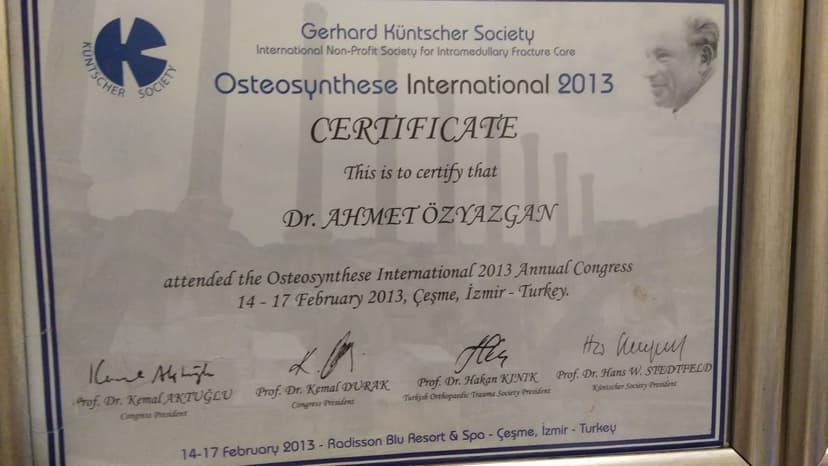 KÜNTSCHER SOCIETY
Gerhard Küntscher Society
International Non-Profit Society for Intramedullary Fracture Care
Osteosynthese International 2013
CERTIFICATE
This is to certify that
Dr. AHMET ÖZYAZGAN
attended the Osteosynthese International 2013 Annual Congress
14 - 17 February 2013, Çeşme, İzmir - Turkey.
Prof. Dr. Kemal AKTUĞLU
Congress President
Prof. Dr. Kemal DURAK
Congress President
Prof. Dr. Hakan KINIK
Turkish Orthopaedic Trauma Society President
Prof. Dr. Hans W. STEDTFELD
Küntscher Society President
14-17 February 2013 - Radisson Blu Resort & Spa - Çeşme, İzmir - Turkey